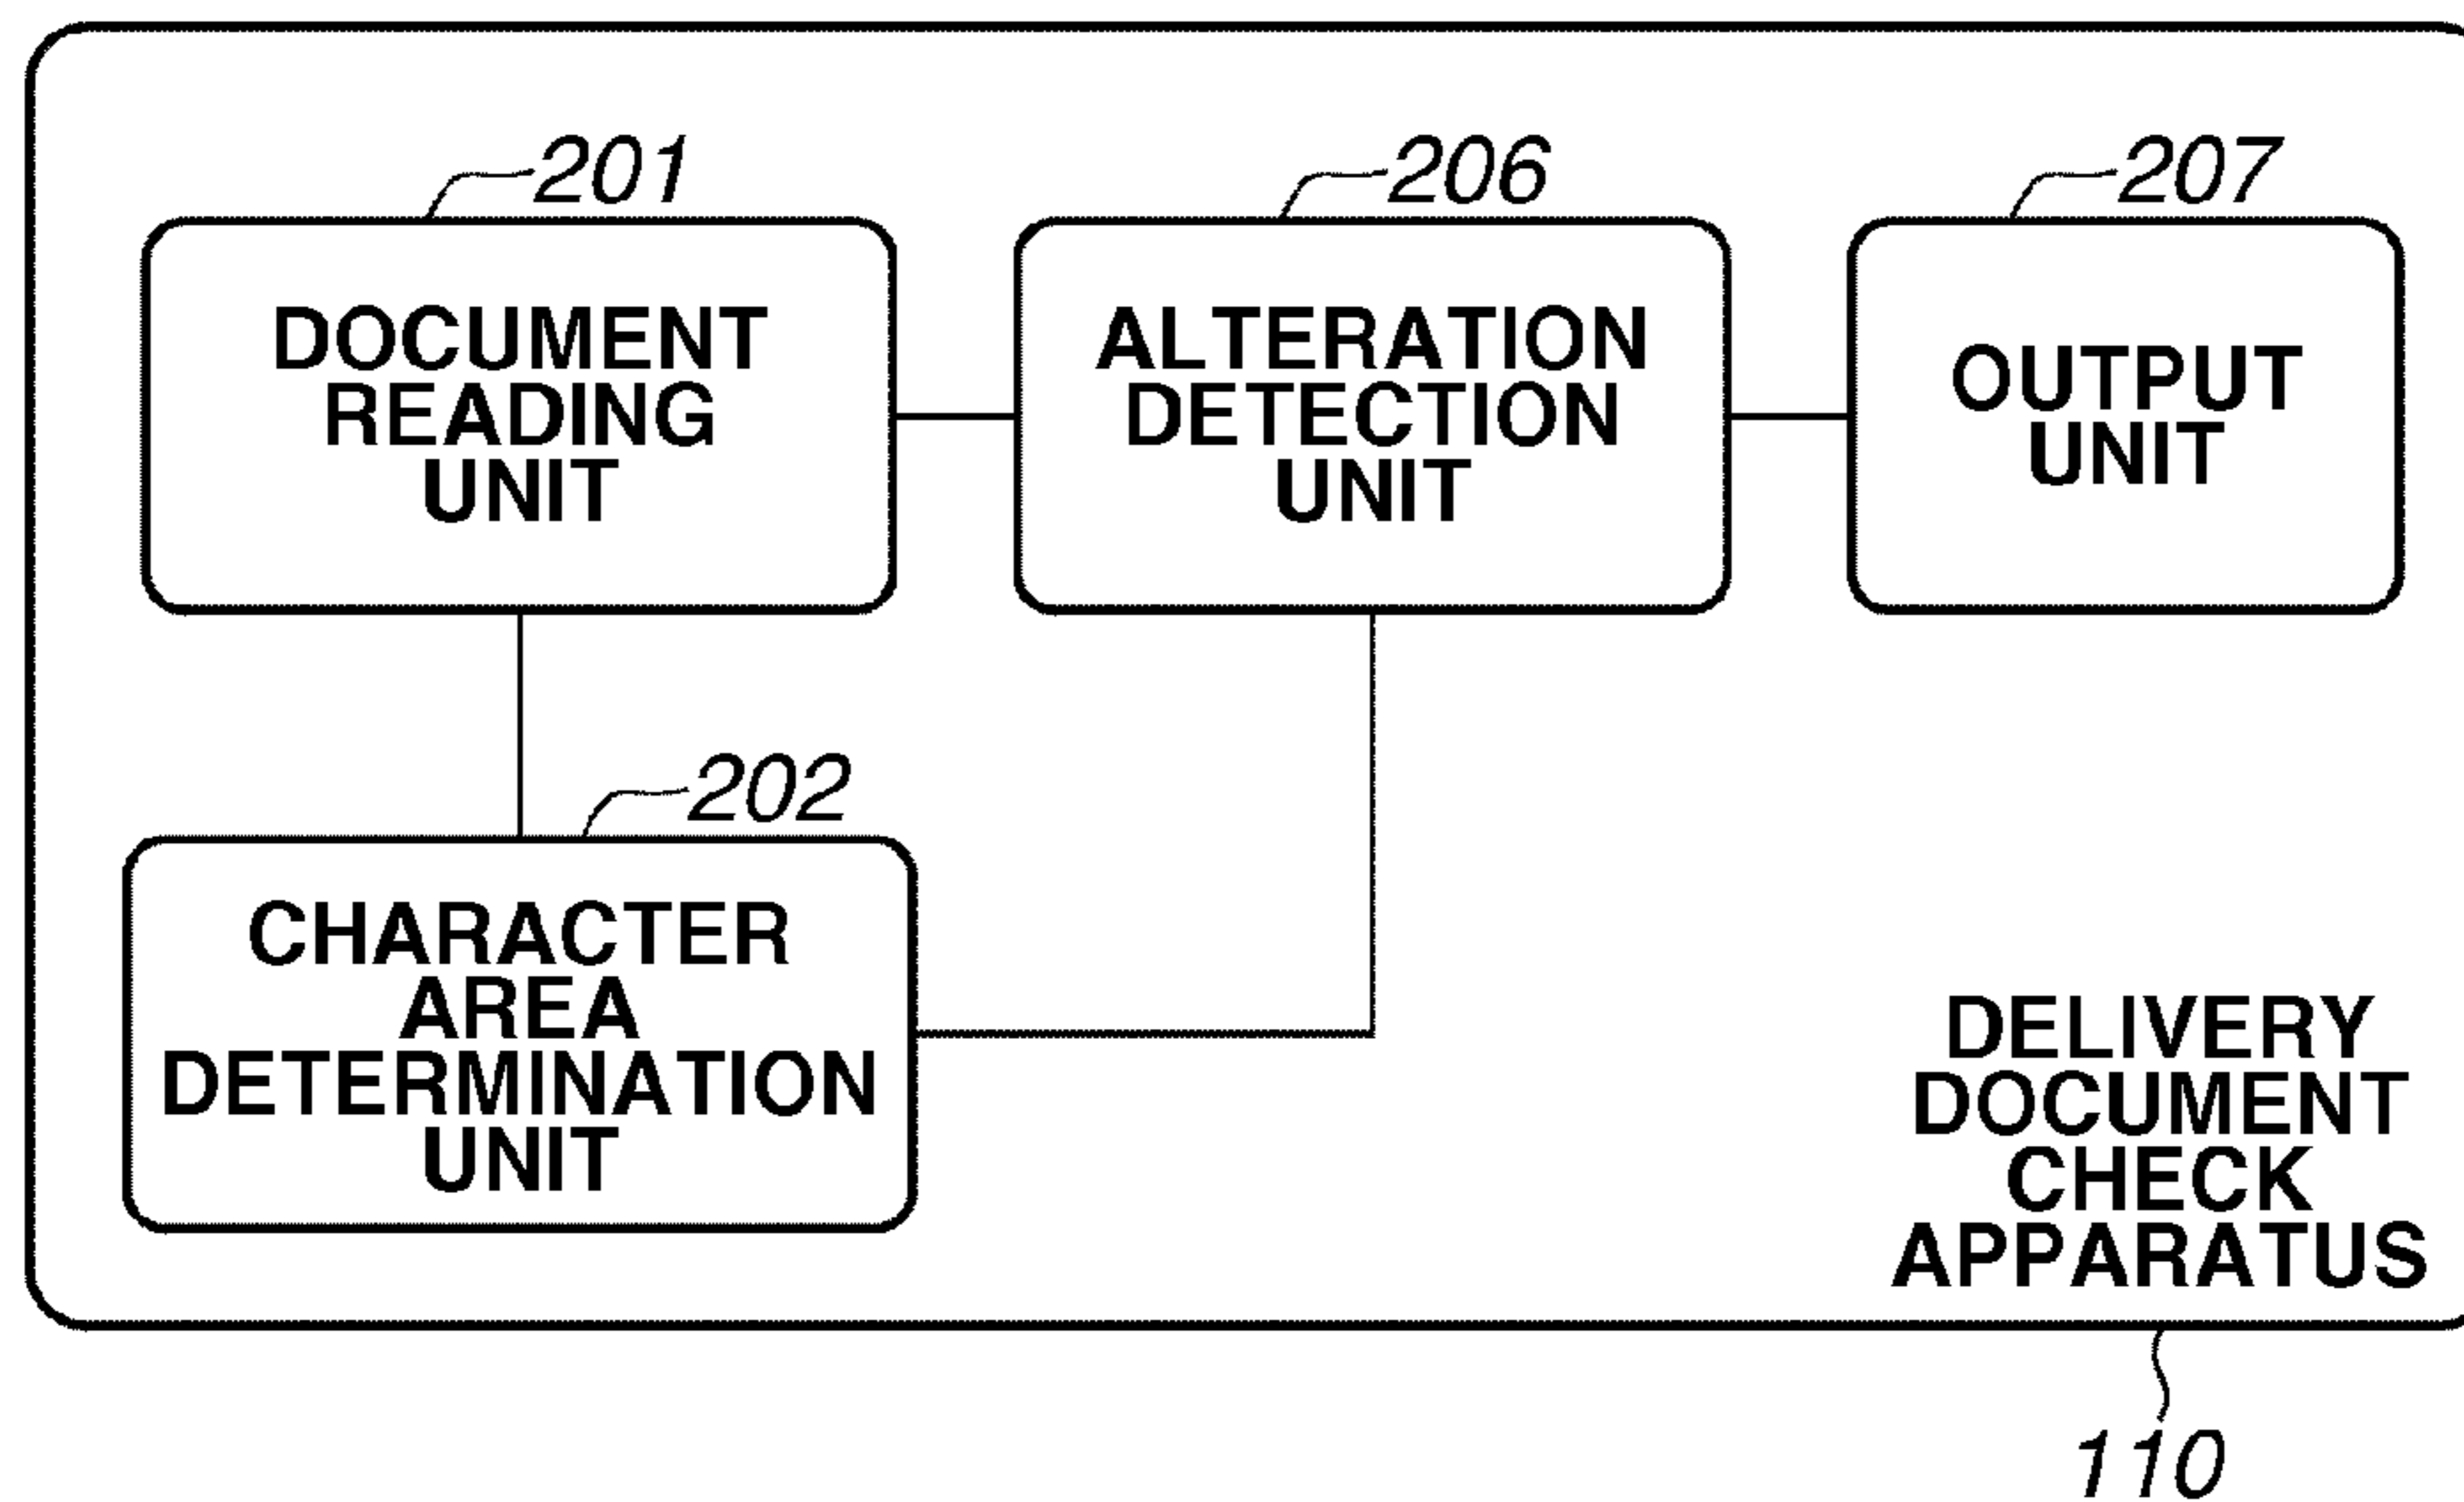 201
DOCUMENT
READING
UNIT
206
ALTERATION
DETECTION
UNIT
207
OUTPUT
UNIT
202
CHARACTER
AREA
DETERMINATION
UNIT
DELIVERY
DOCUMENT
CHECK
APPARATUS
110